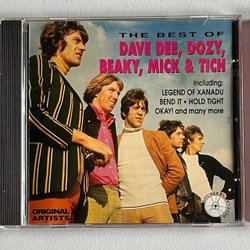 THE BEST OF
DAVE DEE, DOZY,
BEAKY, MICK & TICH
Including:
LEGEND OF XANADU
BEND IT • HOLD TIGHT
OKAY! and many more
ORIGINAL
ARTISTS